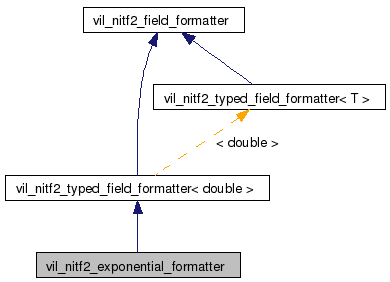 vil_nitf2_field_formatter
vil_nitf2_typed_field_formatter< T >
< double >
vil_nitf2_typed_field_formatter< double >
vil_nitf2_exponential_formatter